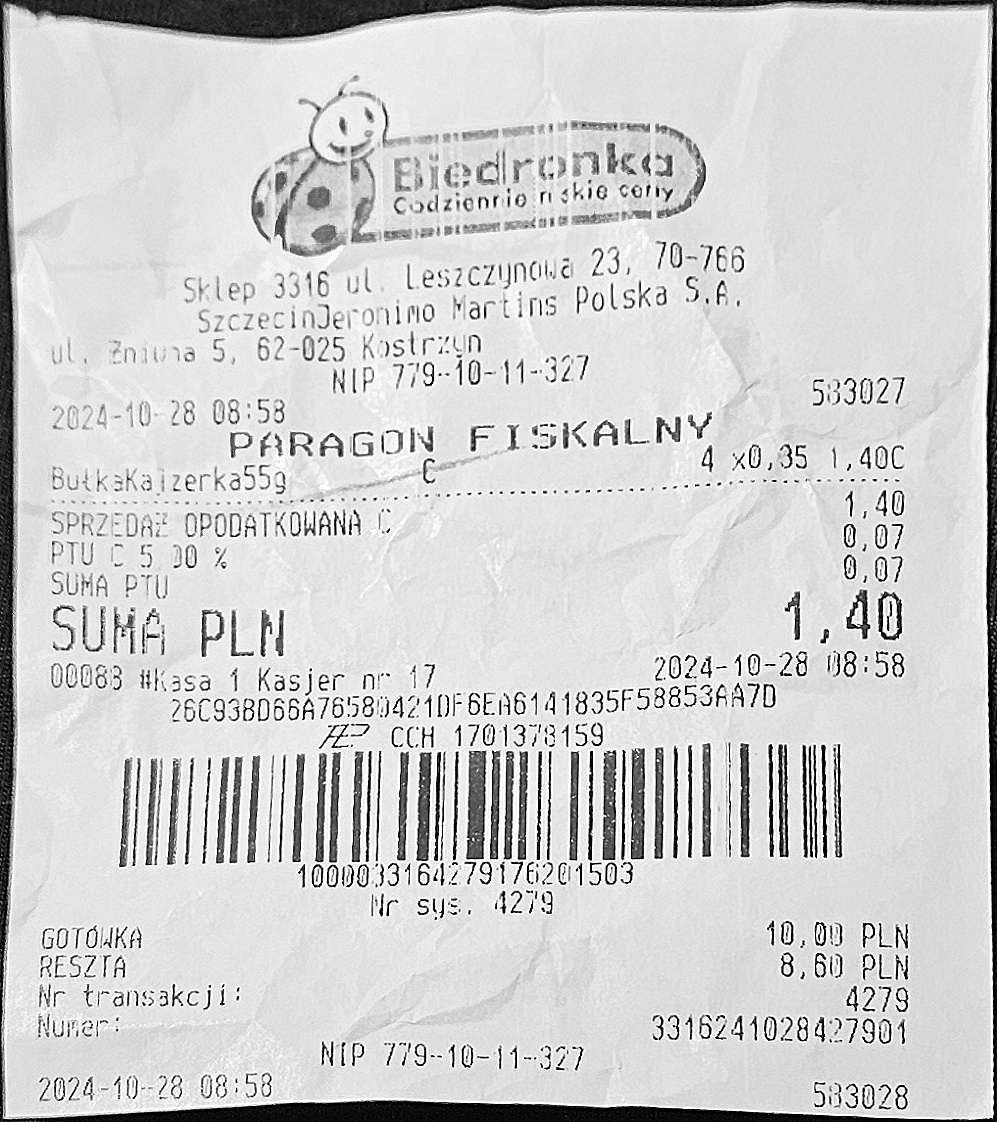 Biedronka
Codziennie niskie ceny
Sklep 3316 ul. Leszczynowa 23, 70-766
SzczecinJeronimo Martins Polska S.A.
ul. Żniwna 5, 62-025 Kostrzyn
NIP 779-10-11-327
2024-10-28 08:58 583027
PARAGON FISKALNY
BułkaKajzerka55g C 4 x0,35 1,40C
SPRZEDAŻ OPODATKOWANA C 1,40
PTU C 5,00 % 0,07
SUMA PTU 0,07
SUMA PLN 1,40
00083 #Kasa 1 Kasjer nr 17 2024-10-28 08:58
26C938D66A76580421DF6EA6141835F58853AA7D
CCH 1701378159
1000033164279176201503
Nr sys. 4279
GOTÓWKA 10,00 PLN
RESZTA 8,60 PLN
Nr transakcji: 4279
Numer: 3316241028427901
NIP 779-10-11-327
2024-10-28 08:58 583028